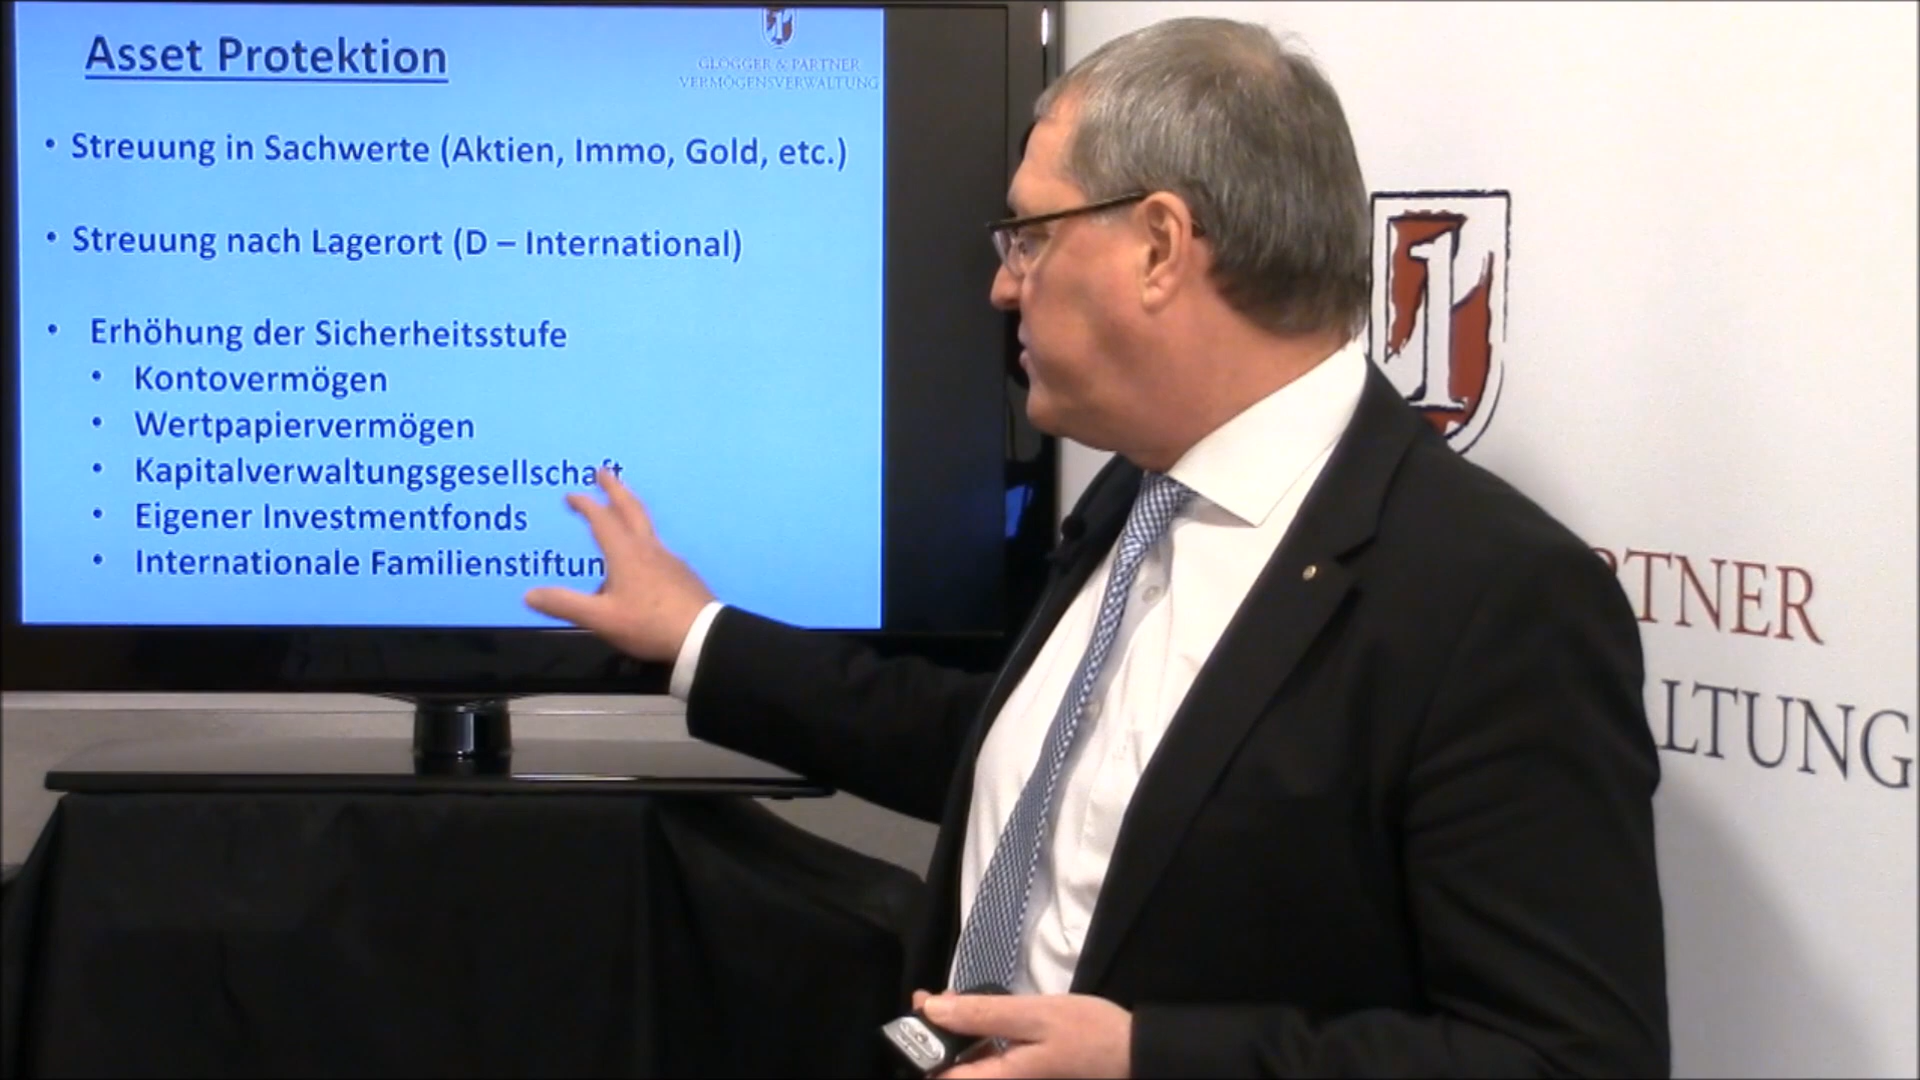 Asset Protektion
GLOGGER & PARTNER
VERMÖGENSVERWALTUNG
• Streuung in Sachwerte (Aktien, Immo, Gold, etc.)
• Streuung nach Lagerort (D – International)
• Erhöhung der Sicherheitsstufe
• Kontovermögen
• Wertpapiervermögen
• Kapitalverwaltungsgesellschaft
• Eigener Investmentfonds
• Internationale Familienstiftun
1
RTNER
LTUNG